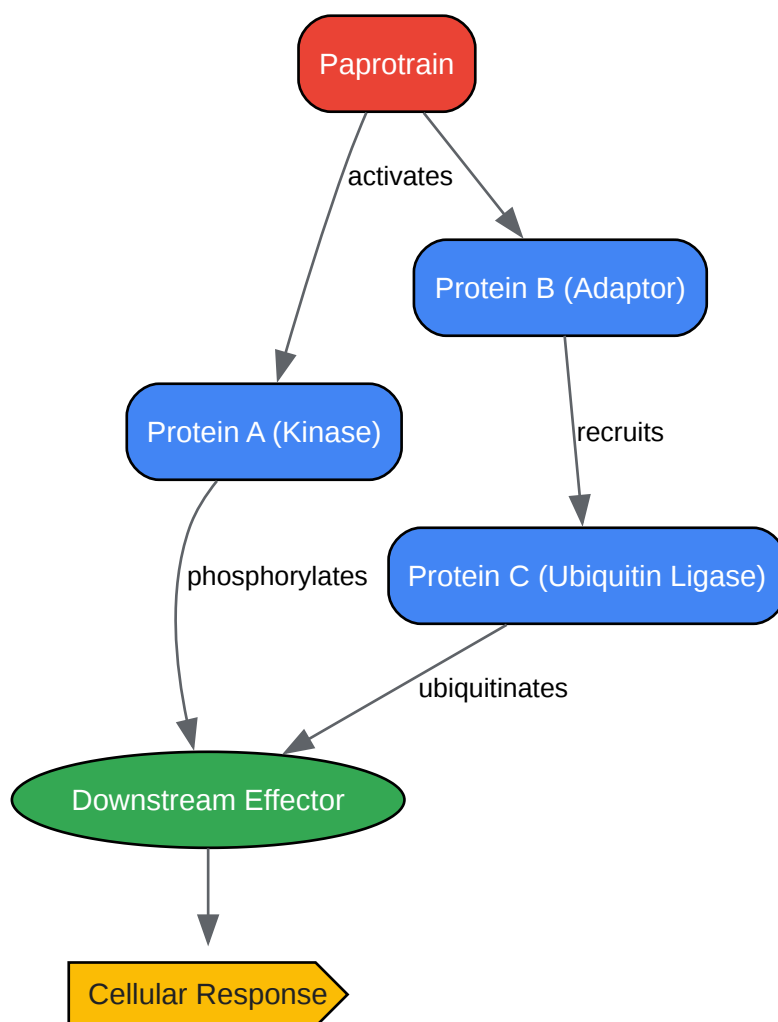 Paprotrain
activates
Protein B (Adaptor)
Protein A (Kinase)
recruits
phosphorylates
Protein C (Ubiquitin Ligase)
ubiquitinates
Downstream Effector
Cellular Response